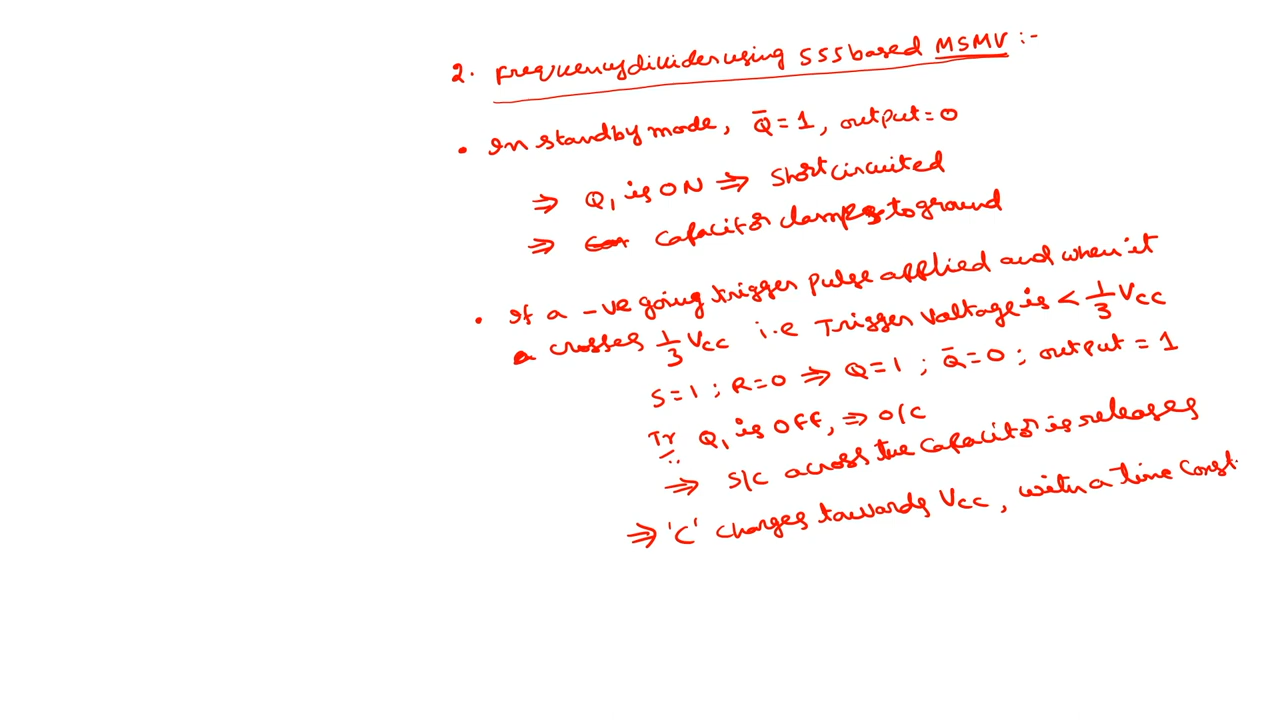 2. Frequency divider using 555 based MSMV :-
• In standby mode, Q̅ = 1, output = 0
⇒ Q₁ is ON ⇒ Short circuited
⇒ Capacitor clamps to ground
• If a -ve going trigger pulse applied and when it
crosses 1/3 Vcc i.e Trigger Voltage is < 1/3 Vcc
S = 1 ; R = 0 ⇒ Q = 1 ; Q̅ = 0 ; output = 1
Tr Q₁ is OFF, ⇒ O/C
⇒ S/C across the capacitor is releases
⇒ 'C' charges towards Vcc, with a time const.